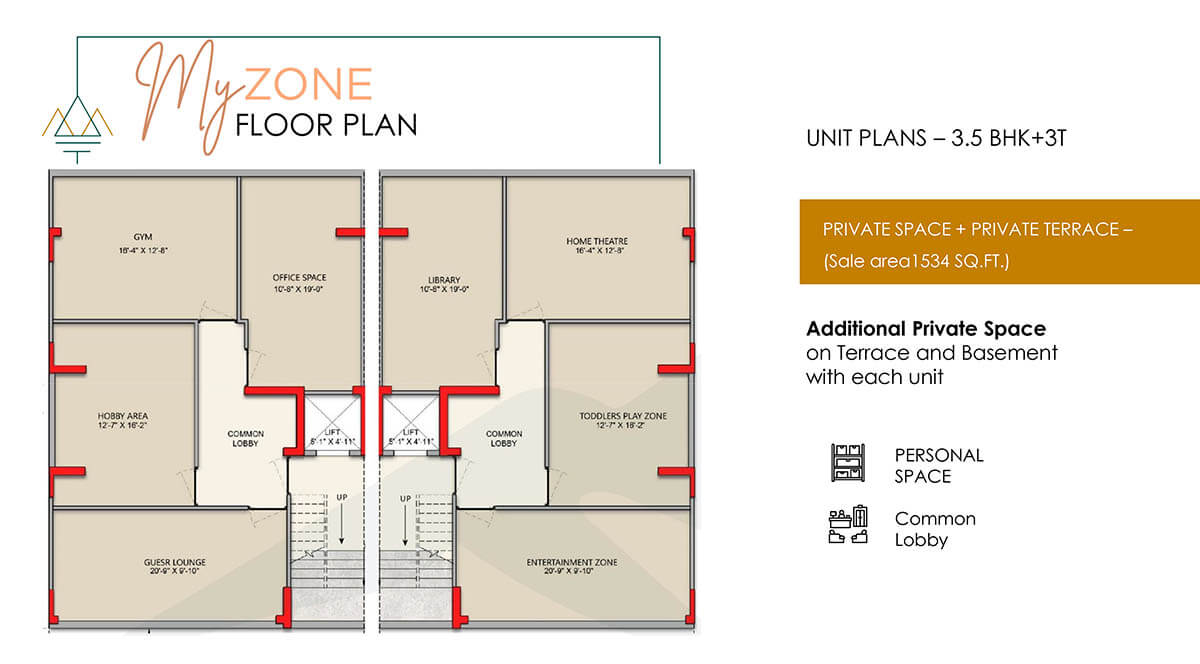 My ZONE
FLOOR PLAN
UNIT PLANS – 3.5 BHK+3T
PRIVATE SPACE + PRIVATE TERRACE –
(Sale area1534 SQ.FT.)
Additional Private Space
on Terrace and Basement
with each unit
PERSONAL
SPACE
Common
Lobby
GYM
16'-4" X 12'-8"
OFFICE SPACE
10'-8" X 19'-0"
LIBRARY
10'-8" X 19'-0"
HOME THEATRE
16'-4" X 12'-8"
HOBBY AREA
12'-7" X 16'-2"
COMMON
LOBBY
LIFT
5'-1" X 4'-11"
LIFT
5'-1" X 4'-11"
COMMON
LOBBY
TODDLERS PLAY ZONE
12'-7" X 16'-2"
UP
UP
GUESR LOUNGE
20'-9" X 9'-10"
ENTERTAINMENT ZONE
20'-9" X 9'-10"